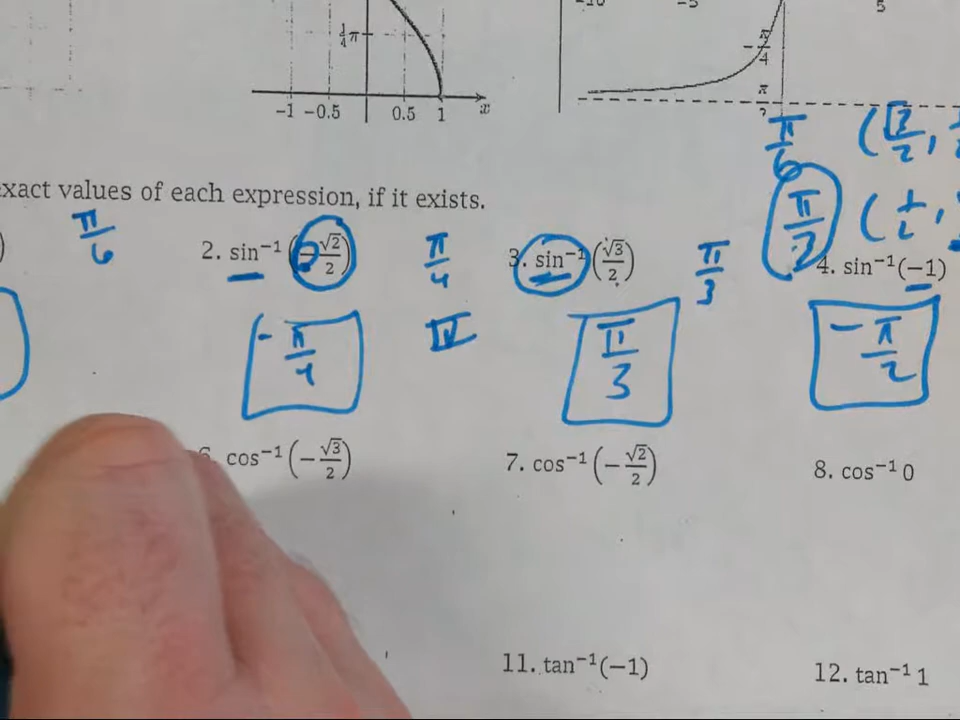 -10 -5 5
¼π
-π/4
-1 -0.5 0.5 1 x
π/2
π/6 (√3/2,
exact values of each expression, if it exists.
π/3 (1/2,
π/6
2. sin⁻¹(-√2/2) π/4
3. sin⁻¹(√3/2) π/3
4. sin⁻¹(-1)
-π/4 IV
π/3
-π/2
6. cos⁻¹(-√3/2)
7. cos⁻¹(-√2/2)
8. cos⁻¹ 0
11. tan⁻¹(-1)
12. tan⁻¹ 1